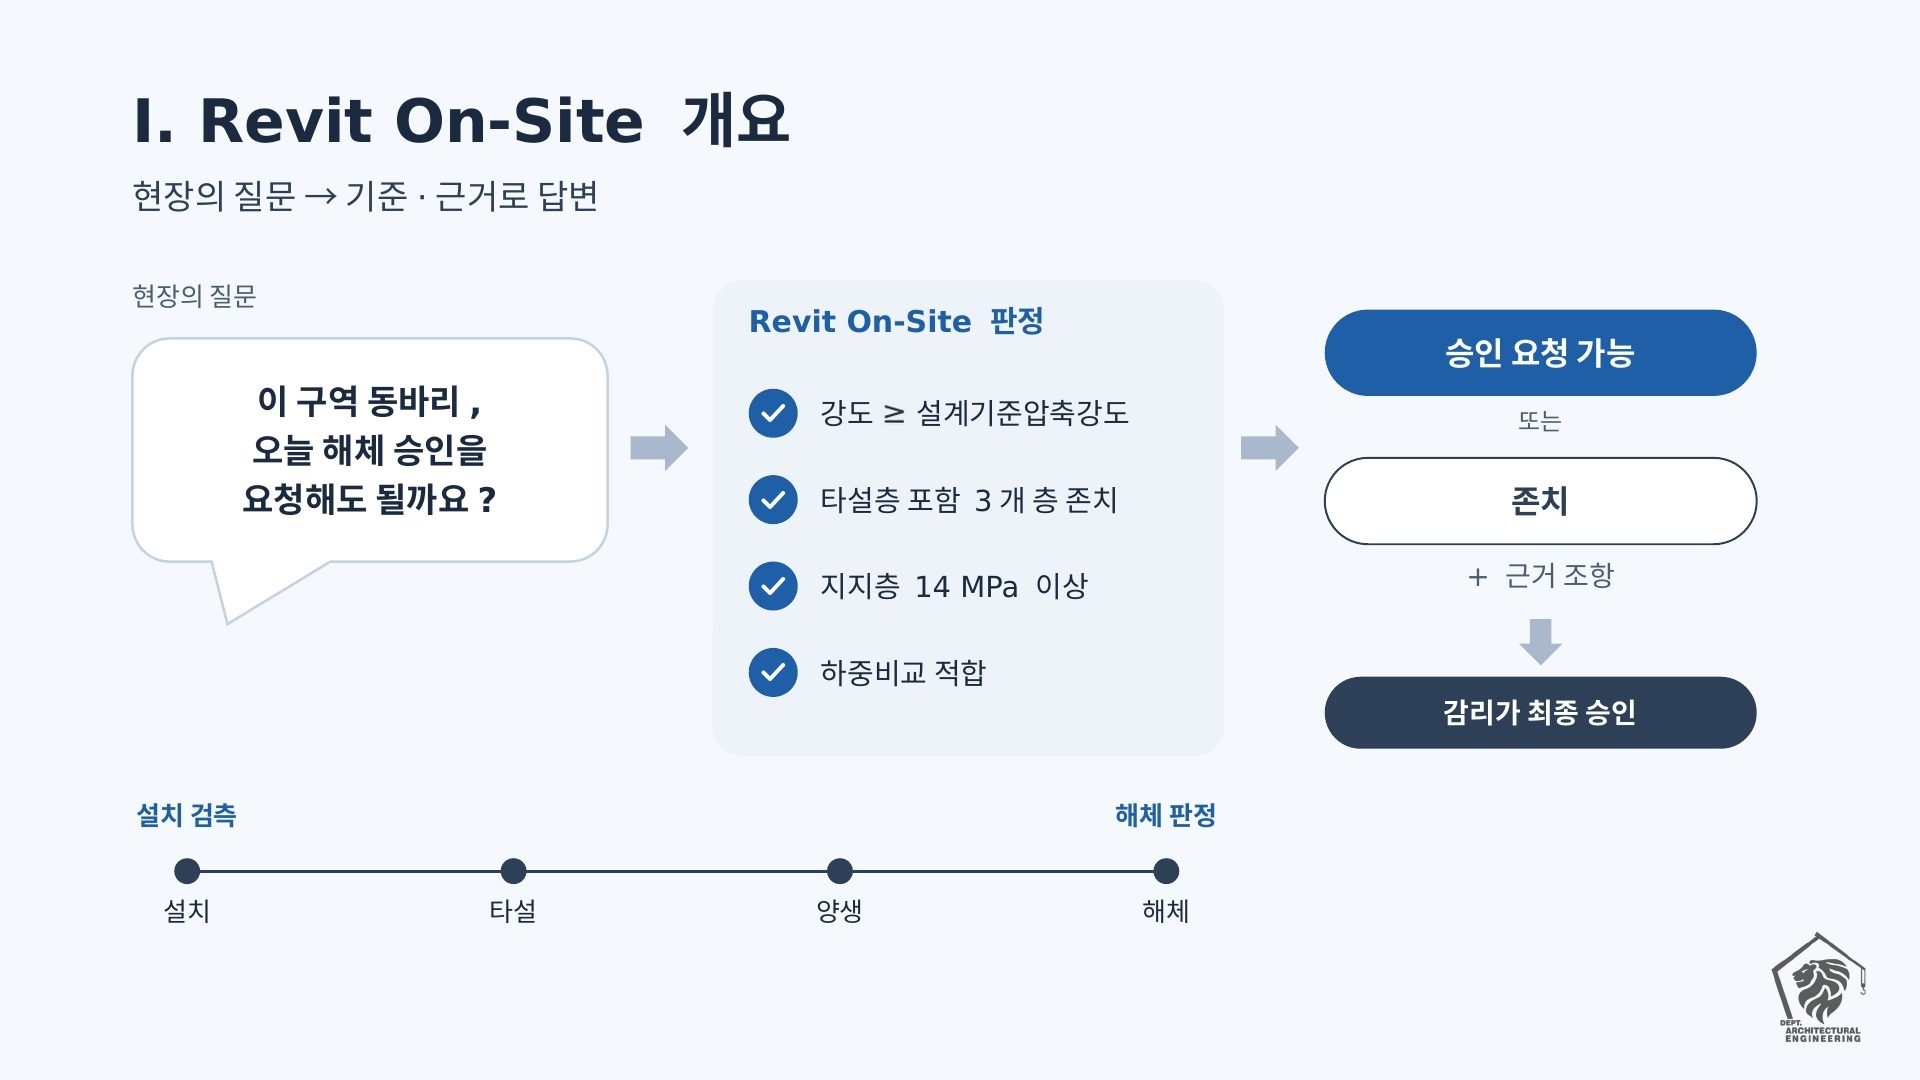 I. Revit On-Site 개요
현장의 질문 → 기준 · 근거로 답변
현장의 질문
이 구역 동바리 ,
오늘 해체 승인을
요청해도 될까요 ?
Revit On-Site 판정
강도 ≥ 설계기준압축강도
타설층 포함 3 개 층 존치
지지층 14 MPa 이상
하중비교 적합
승인 요청 가능
또는
존치
+ 근거 조항
감리가 최종 승인
설치 검측
해체 판정
설치
타설
양생
해체
DEPT.
ARCHITECTURAL
ENGINEERING